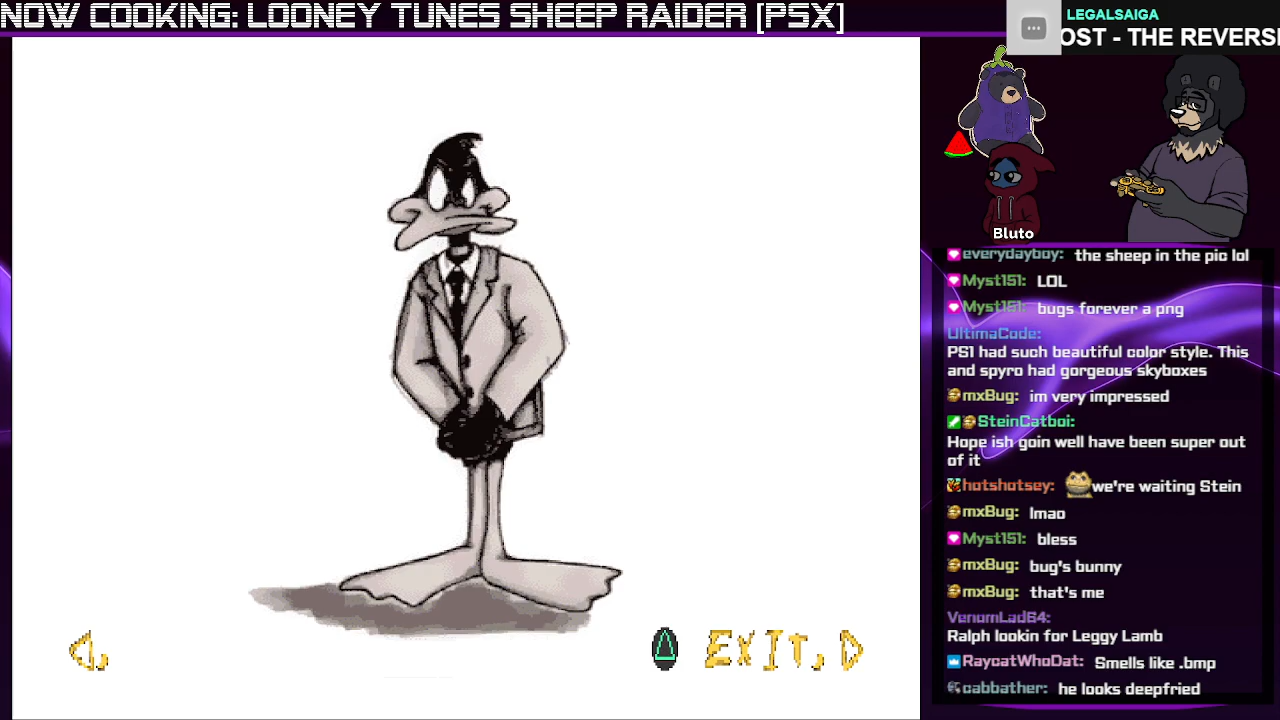 NOW COOKING: LOONEY TUNES SHEEP RAIDER [PSX]
LEGALSAIGA
OST - THE REVERS
Bluto
everydayboy: the sheep in the pic lol
Myst151: LOL
Myst151: bugs forever a png
UltimaCode:
PS1 had such beautiful color style. This
and spyro had gorgeous skyboxes
mxBug: im very impressed
SteinCatboi:
Hope ish goin well have been super out
of it
hotshotsey: we're waiting Stein
mxBug: lmao
Myst151: bless
mxBug: bug's bunny
mxBug: that's me
VenomLad64:
Ralph lookin for Leggy Lamb
RaycatWhoDat: Smells like .bmp
cabbather: he looks deepfried
EXIT